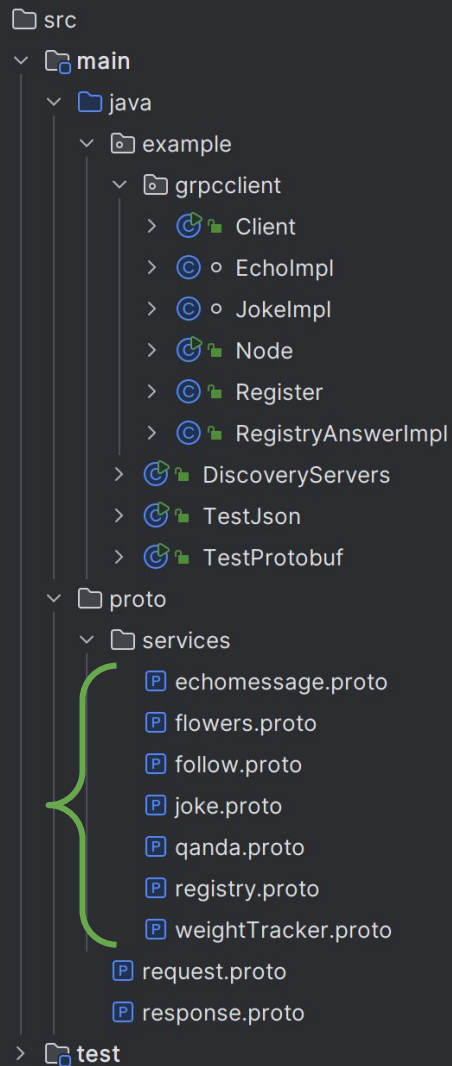 src
main
java
example
grpcclient
Client
EchoImpl
JokeImpl
Node
Register
RegistryAnswerImpl
DiscoveryServers
TestJson
TestProtobuf
proto
services
echomessage.proto
flowers.proto
follow.proto
joke.proto
qanda.proto
registry.proto
weightTracker.proto
request.proto
response.proto
test